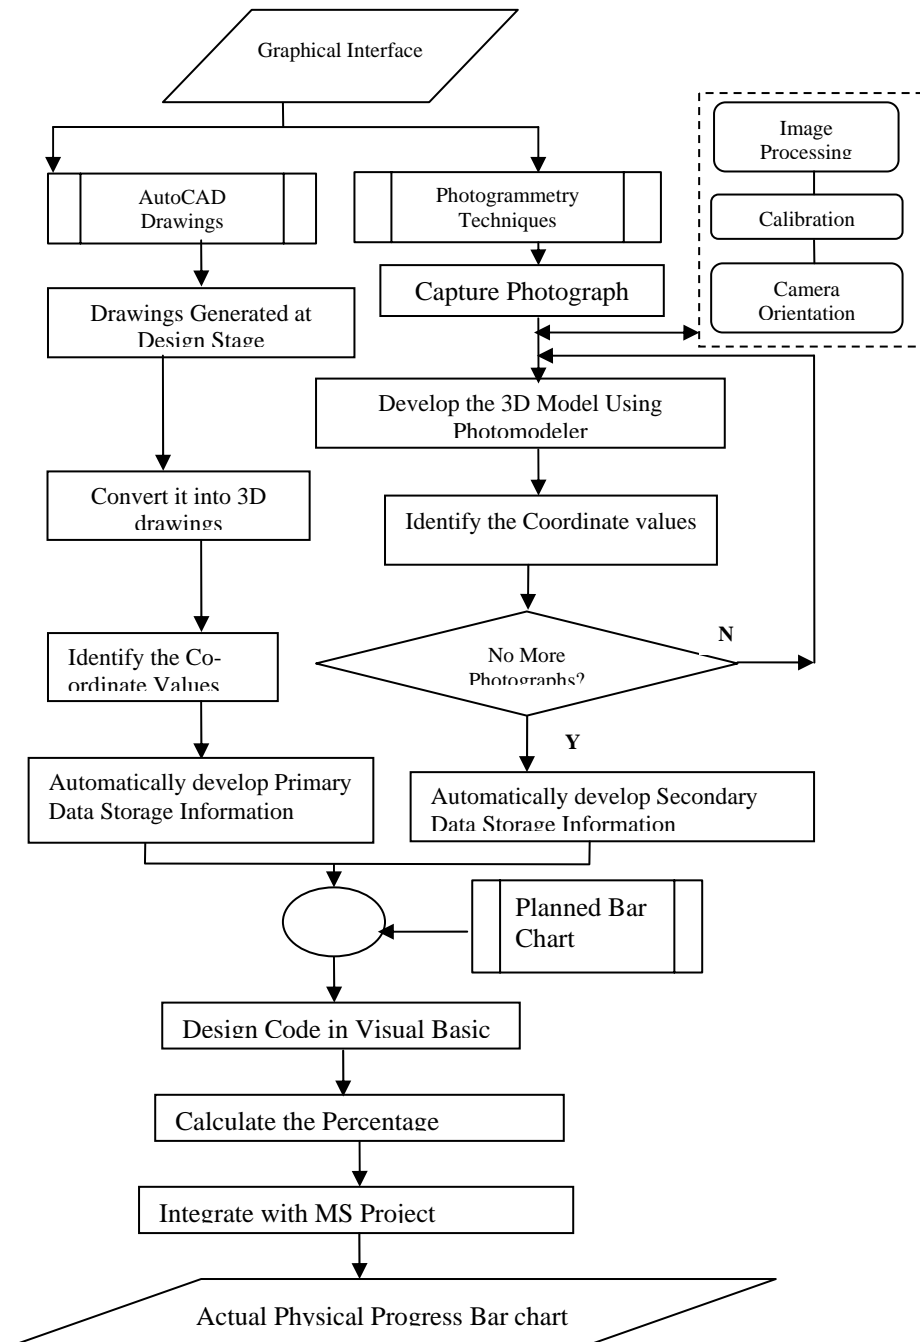 Graphical Interface
Image
Processing
Calibration
Camera
Orientation
AutoCAD
Drawings
Photogrammetry
Techniques
Capture Photograph
Drawings Generated at
Design Stage
Develop the 3D Model Using
Photomodeler
Convert it into 3D
drawings
Identify the Coordinate values
Identify the Co-
ordinate Values
No More
Photographs?
N
Y
Automatically develop Primary
Data Storage Information
Automatically develop Secondary
Data Storage Information
Planned Bar
Chart
Design Code in Visual Basic
Calculate the Percentage
Integrate with MS Project
Actual Physical Progress Bar chart